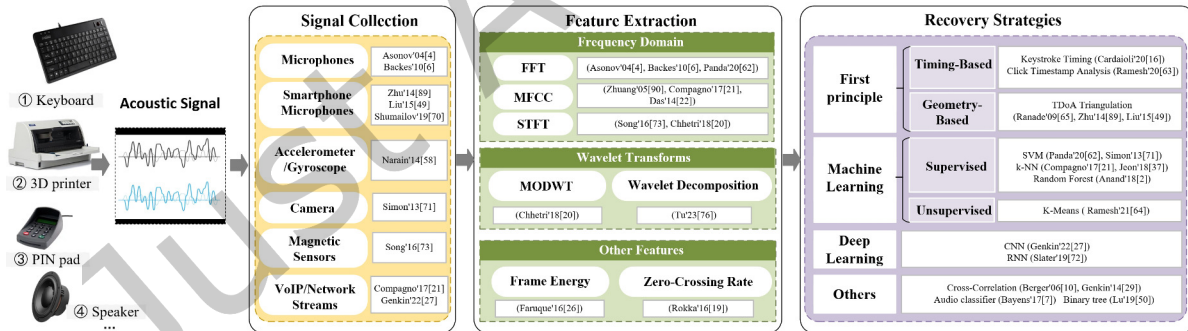 ① Keyboard
② 3D printer
③ PIN pad
④ Speaker
...
Acoustic Signal
Signal Collection
Microphones
Asonov'04[4]
Backes'10[6]
Smartphone
Microphones
Zhu'14[89]
Liu'15[49]
Shumailov'19[70]
Accelerometer
/Gyroscope
Narain'14[58]
Camera
Simon'13[71]
Magnetic
Sensors
Song'16[73]
VoIP/Network
Streams
Compagno'17[21]
Genkin'22[27]
Feature Extraction
Frequency Domain
FFT
(Asonov'04[4], Backes'10[6], Panda'20[62])
MFCC
(Zhuang'05[90], Compagno'17[21],
Das'14[22])
STFT
(Song'16[73], Chhetri'18[20])
Wavelet Transforms
MODWT
(Chhetri'18[20])
Wavelet Decomposition
(Tu'23[76])
Other Features
Frame Energy
(Faruque'16[26])
Zero-Crossing Rate
(Rokka'16[19])
Recovery Strategies
First
principle
Timing-Based
Keystroke Timing (Cardaioli'20[16])
Click Timestamp Analysis (Ramesh'20[63])
Geometry-
Based
TDoA Triangulation
(Ranade'09[65], Zhu'14[89], Liu'15[49])
Machine
Learning
Supervised
SVM (Panda'20[62], Simon'13[71])
k-NN (Compagno'17[21], Jeon'18[37])
Random Forest (Anand'18[2])
Unsupervised
K-Means ( Ramesh'21[64])
Deep
Learning
CNN (Genkin'22[27])
RNN (Slater'19[72])
Others
Cross-Correlation (Berger'06[10], Genkin'14[29])
Audio classifier (Bayens'17[7]) Binary tree (Lu'19[50])
Just A